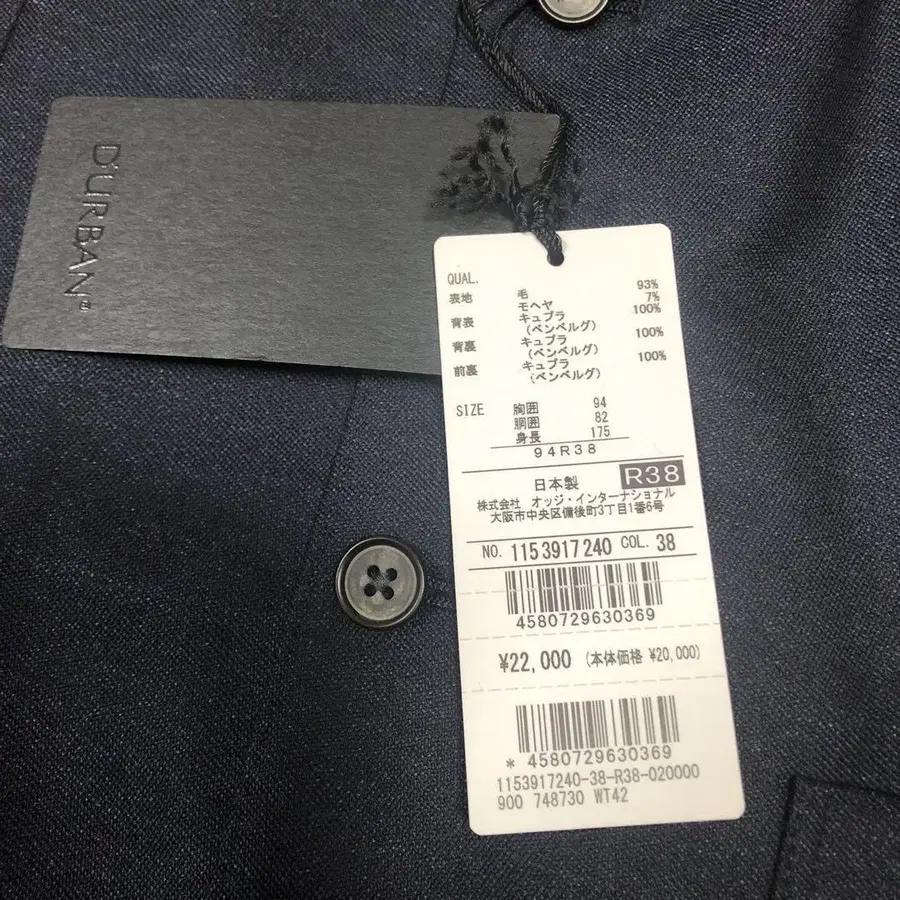 D'URBAN®
QUAL.
表地 毛 93%
モヘヤ 7%
背表 キュプラ 100%
(ベンベルグ)
背裏 キュプラ 100%
(ベンベルグ)
前裏 キュプラ 100%
(ベンベルグ)
SIZE 胸囲 94
胴囲 82
身長 175
94R38
日本製 R38
株式会社 オッジ・インターナショナル
大阪市中央区備後町3丁目1番6号
NO. 1153917240 COL. 38
4580729630369
¥22,000 (本体価格 ¥20,000)
* 4580729630369
1153917240-38-R38-020000
900 748730 WT42